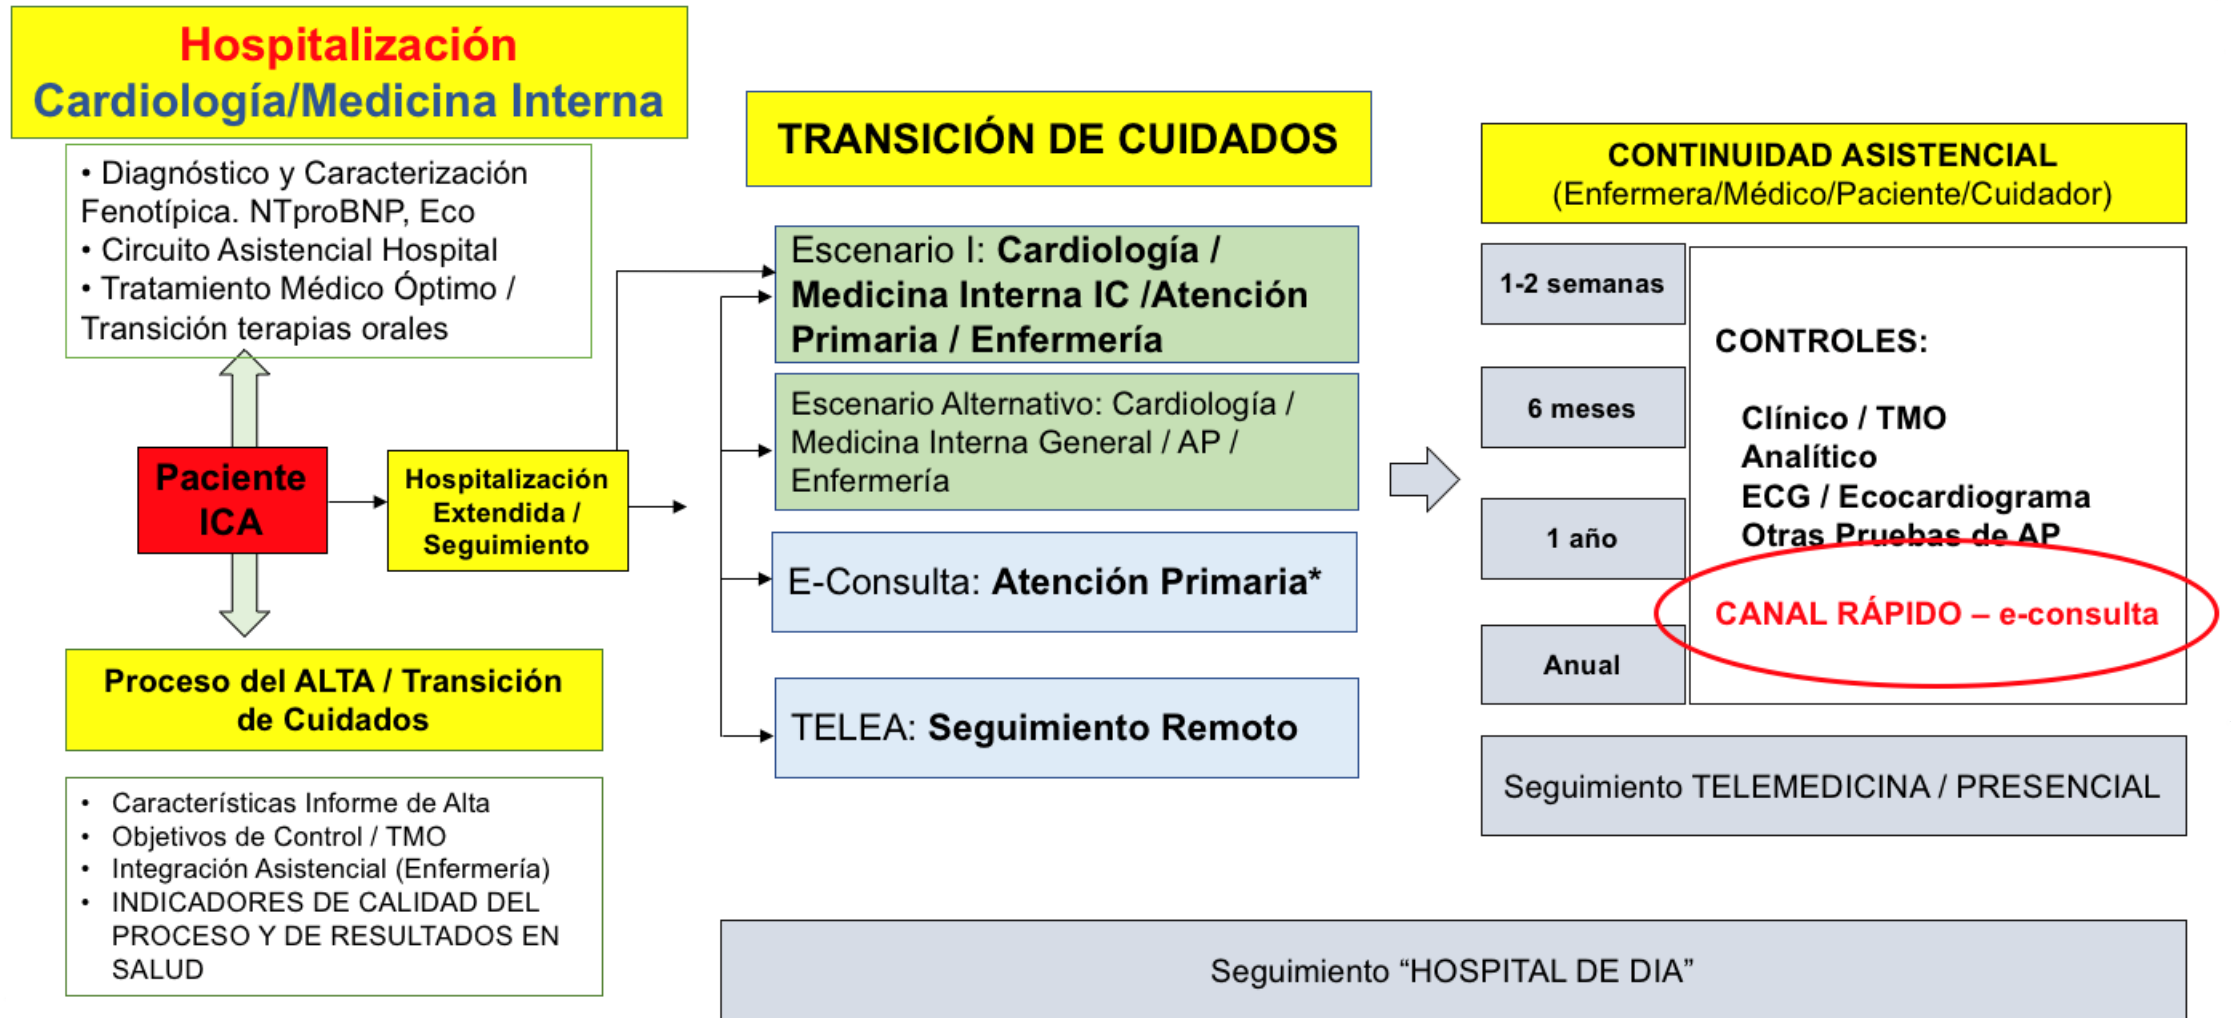 Hospitalización
Cardiología/Medicina Interna
• Diagnóstico y Caracterización
Fenotípica. NTproBNP, Eco
• Circuito Asistencial Hospital
• Tratamiento Médico Óptimo /
Transición terapias orales
Paciente
ICA
Hospitalización
Extendida /
Seguimiento
Proceso del ALTA / Transición
de Cuidados
• Características Informe de Alta
• Objetivos de Control / TMO
• Integración Asistencial (Enfermería)
• INDICADORES DE CALIDAD DEL
PROCESO Y DE RESULTADOS EN
SALUD
TRANSICIÓN DE CUIDADOS
Escenario I: Cardiología /
Medicina Interna IC /Atención
Primaria / Enfermería
Escenario Alternativo: Cardiología /
Medicina Interna General / AP /
Enfermería
E-Consulta: Atención Primaria*
TELEA: Seguimiento Remoto
CONTINUIDAD ASISTENCIAL
(Enfermera/Médico/Paciente/Cuidador)
1-2 semanas
6 meses
1 año
Anual
CONTROLES:
Clínico / TMO
Analítico
ECG / Ecocardiograma
Otras Pruebas de AP
CANAL RÁPIDO – e-consulta
Seguimiento TELEMEDICINA / PRESENCIAL
Seguimiento “HOSPITAL DE DIA”